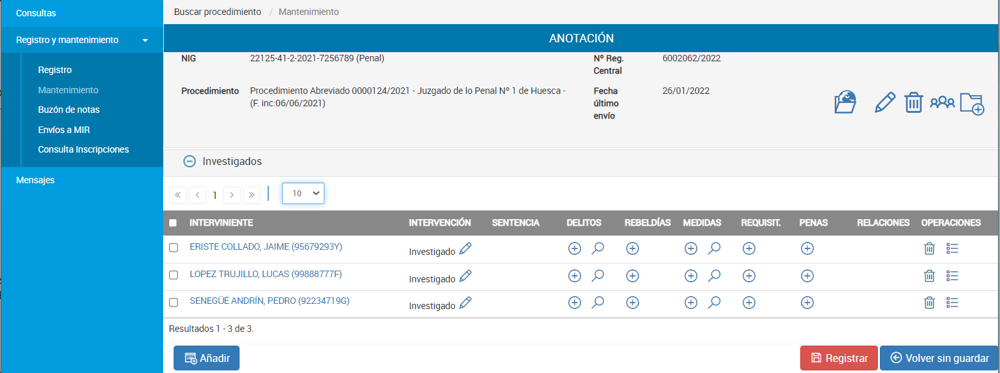 Consultas
Registro y mantenimiento
Registro
Mantenimiento
Buzón de notas
Envíos a MIR
Consulta Inscripciones
Mensajes
Buscar procedimiento / Mantenimiento
ANOTACIÓN
NIG 22125-41-2-2021-7256789 (Penal)
Nº Reg. Central 6002062/2022
Procedimiento Procedimiento Abreviado 0000124/2021 - Juzgado de lo Penal Nº 1 de Huesca -
(F. inc:06/06/2021)
Fecha último envío 26/01/2022
Investigados
1 10
INTERVINIENTE INTERVENCIÓN SENTENCIA DELITOS REBELDÍAS MEDIDAS REQUISIT. PENAS RELACIONES OPERACIONES
ERISTE COLLADO, JAIME (95679293Y) Investigado
LOPEZ TRUJILLO, LUCAS (99888777F) Investigado
SENEGÜÉ ANDRÍN, PEDRO (92234719G) Investigado
Resultados 1 - 3 de 3.
Añadir Registrar Volver sin guardar